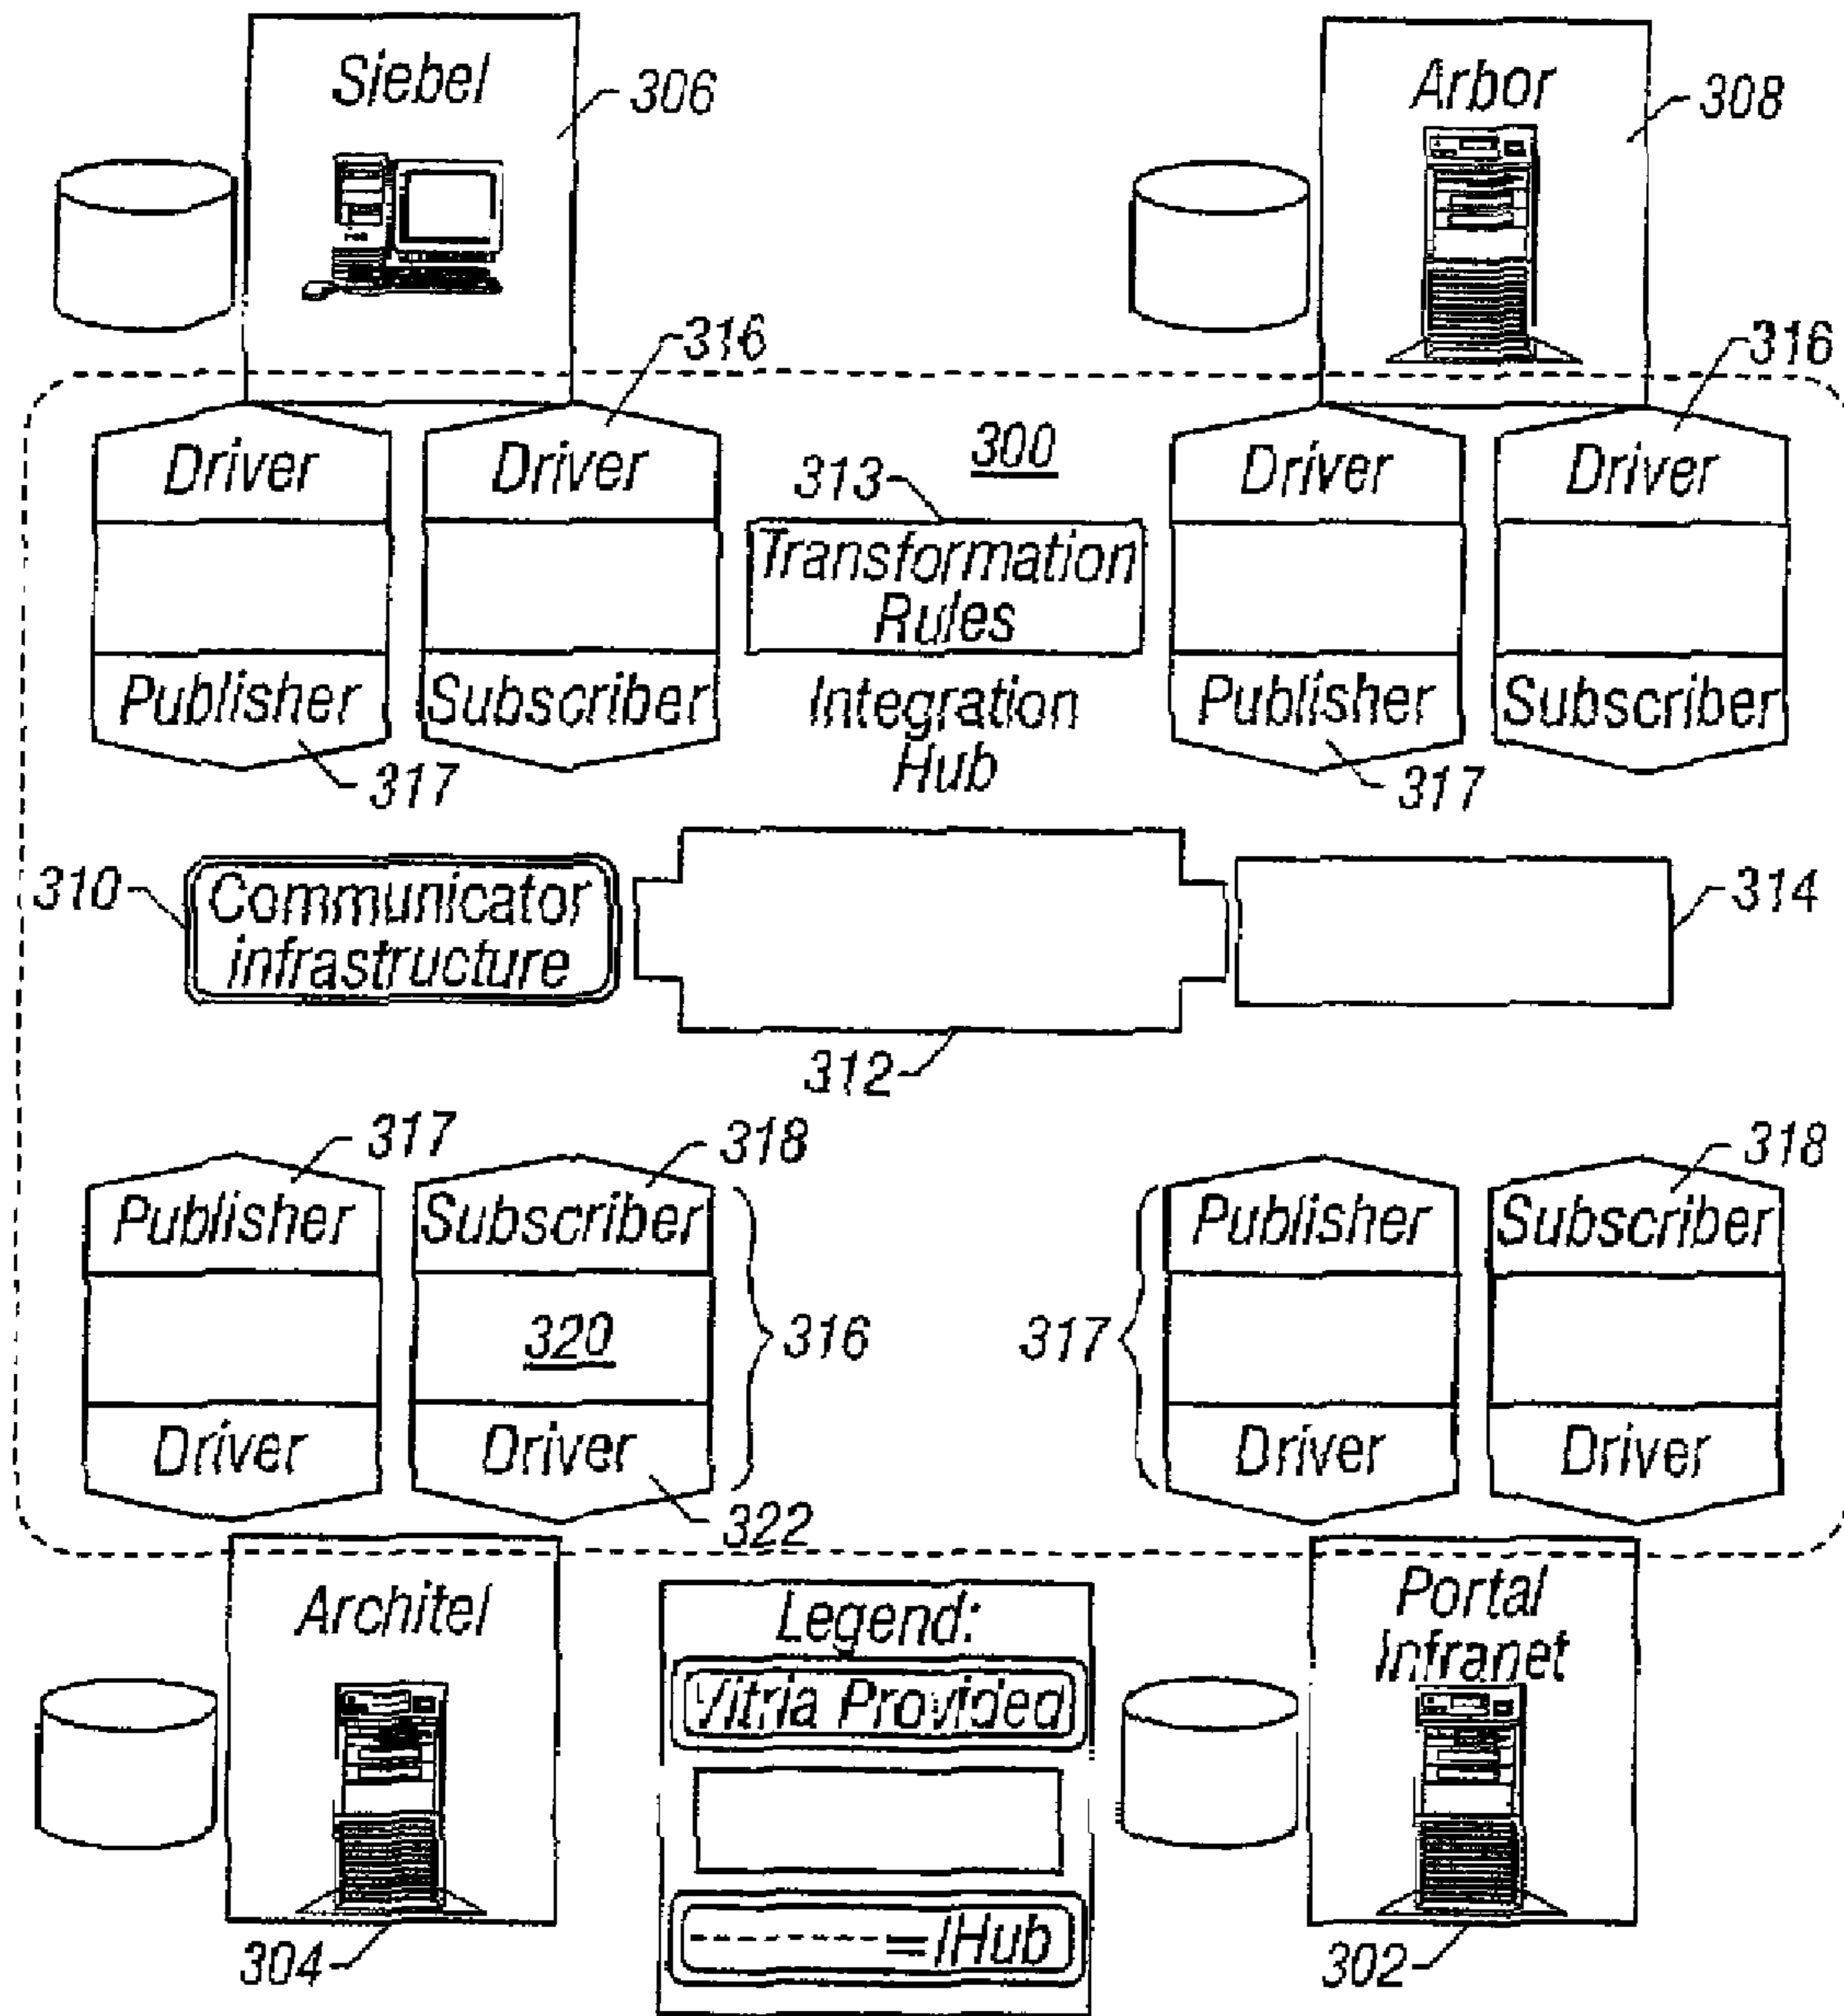 Siebel
306
Arbor
308
316
316
Driver
Driver
300
Driver
Driver
313
Transformation
Rules
Publisher
Subscriber
Integration
Hub
Publisher
Subscriber
317
317
310
Communicator
infrastructure
314
312
317
318
318
Publisher
Subscriber
Publisher
Subscriber
320
316
317
Driver
Driver
Driver
Driver
322
Architel
Legend:
Portal
Infranet
Vitria Provided
--------=IHub
304
302